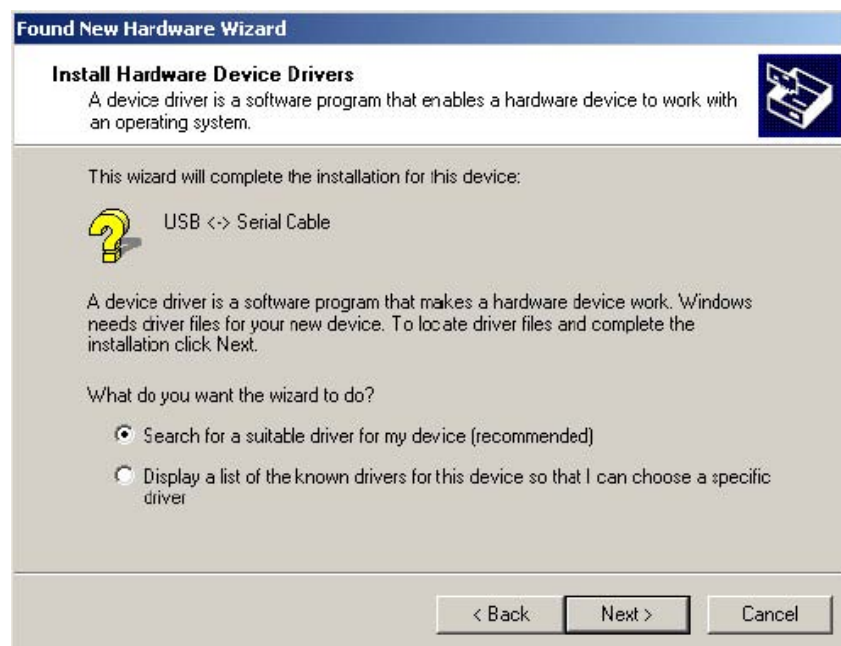 Found New Hardware Wizard
Install Hardware Device Drivers
A device driver is a software program that enables a hardware device to work with
an operating system.
This wizard will complete the installation for this device:
USB <-> Serial Cable
A device driver is a software program that makes a hardware device work. Windows
needs driver files for your new device. To locate driver files and complete the
installation click Next.
What do you want the wizard to do?
Search for a suitable driver for my device (recommended)
Display a list of the known drivers for this device so that I can choose a specific
driver
< Back
Next >
Cancel